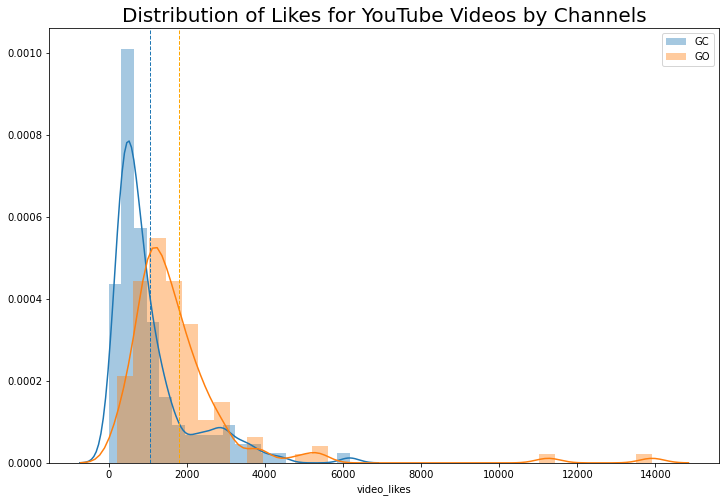 Distribution of Likes for YouTube Videos by Channels
GC
GO
0.0010
0.0008
0.0006
0.0004
0.0002
0.0000
0 2000 4000 6000 8000 10000 12000 14000
video_likes